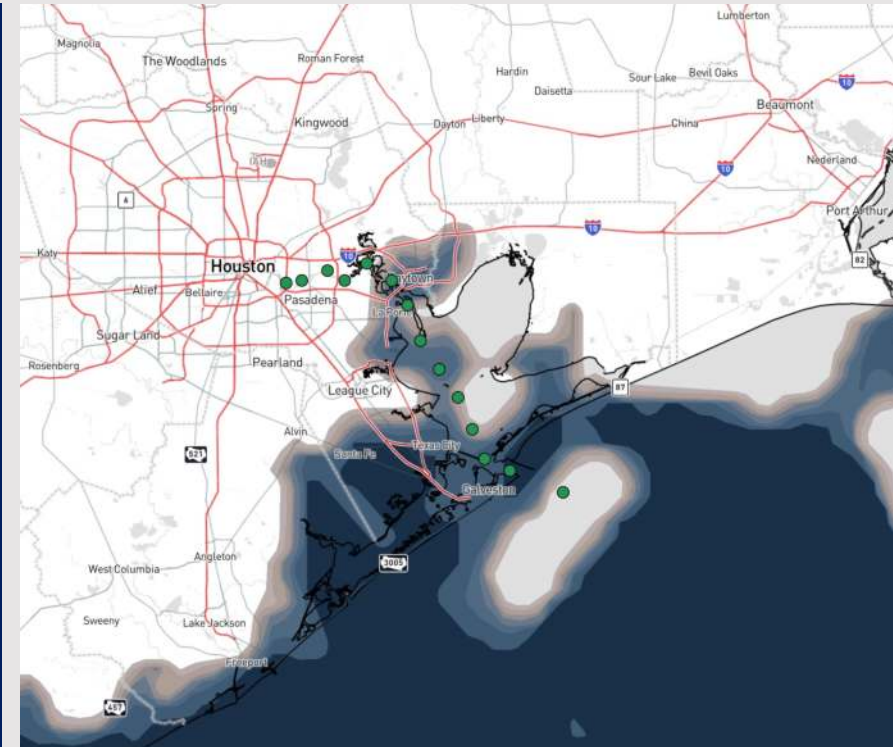 Lumberton
Magnolia
The Woodlands
Roman Forest
Hardin
Sour Lake
Bevil Oaks
Daisetta
10
Spring
Beaumont
Kingwood
Dayton
Liberty
China
Nederland
10
6
Port Arthur
10
Katy
10
82
Houston
Baytown
Alief
Bellaire
Pasadena
La Porte
Sugar Land
Rosenberg
Pearland
League City
87
Alvin
Texas City
Santa Fe
521
Galveston
3005
Angleton
West Columbia
Sweeny
Lake Jackson
Freeport
457